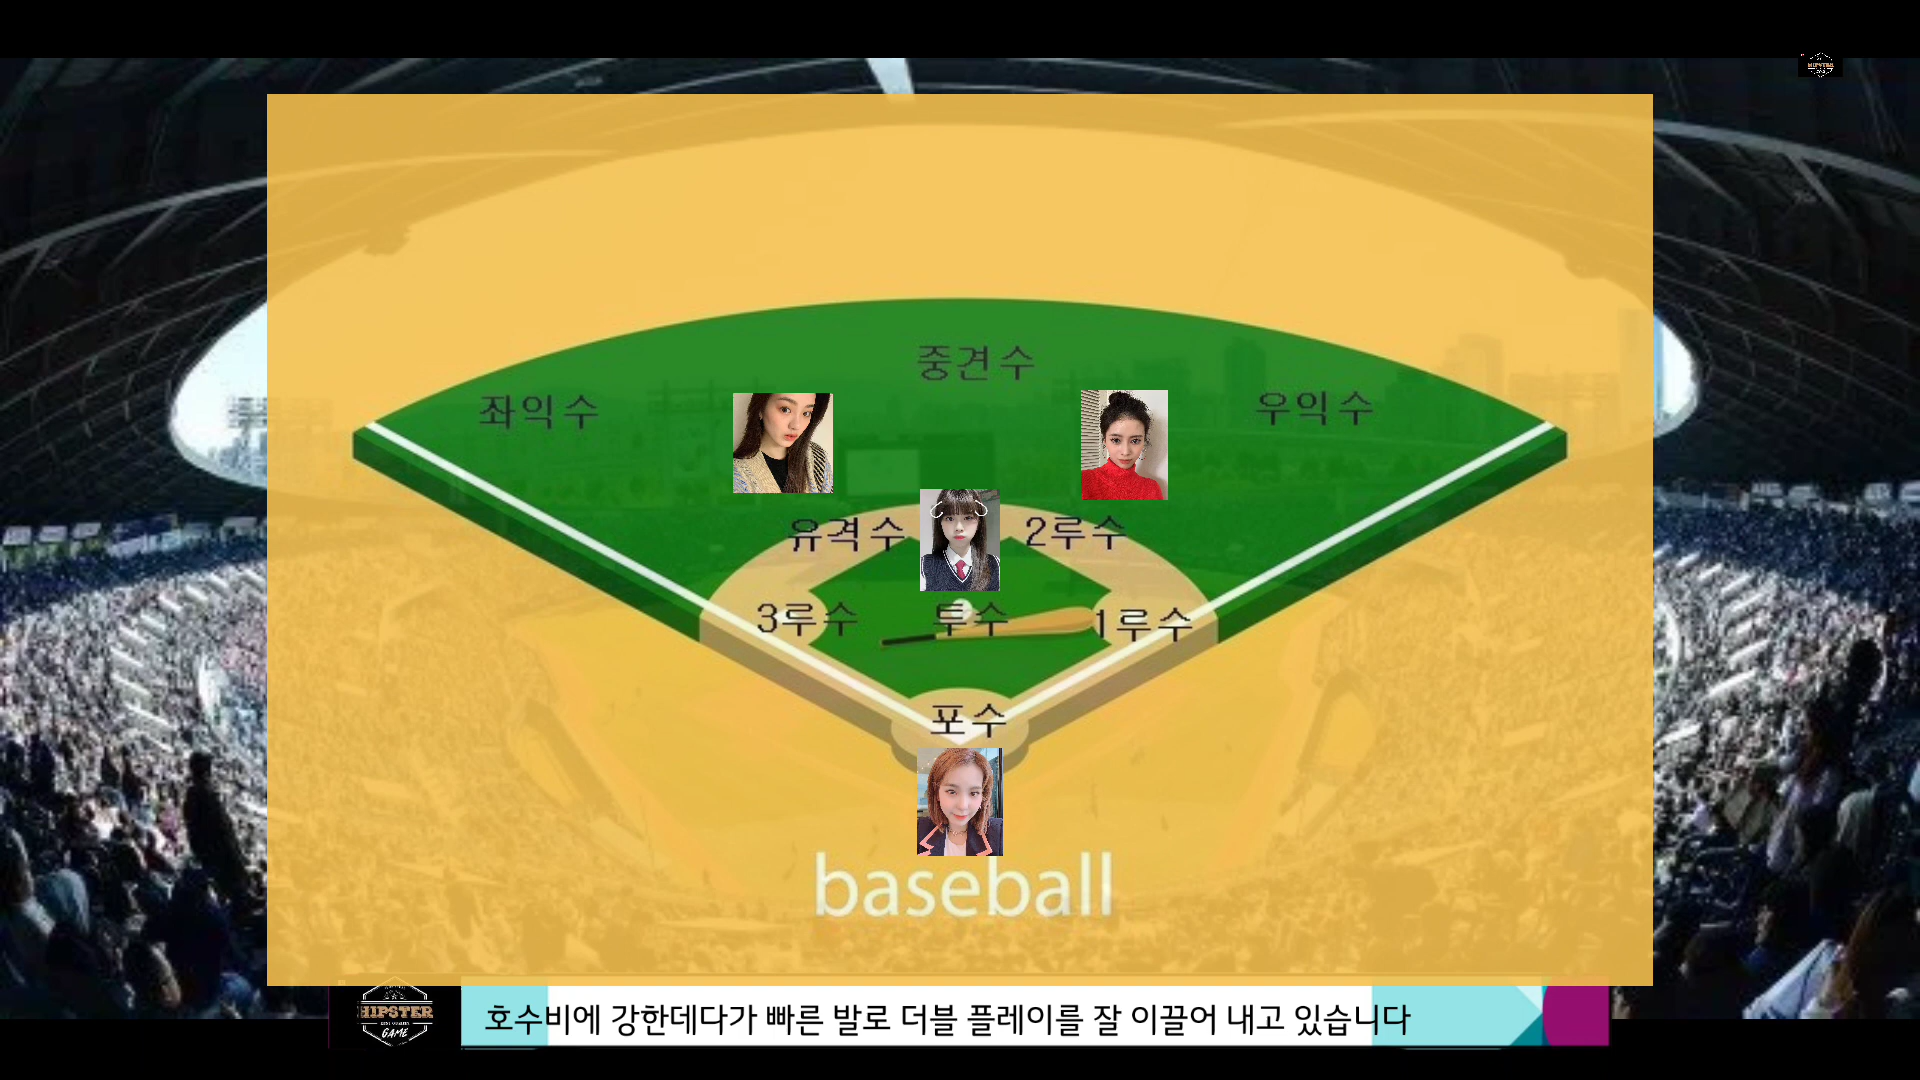 HIPSTER
중견수
좌익수
우익수
유격수 2루수
3루수 투수 1루수
포수
baseball
HIPSTER
GAME
호수비에 강한데다가 빠른 발로 더블 플레이를 잘 이끌어 내고 있습니다